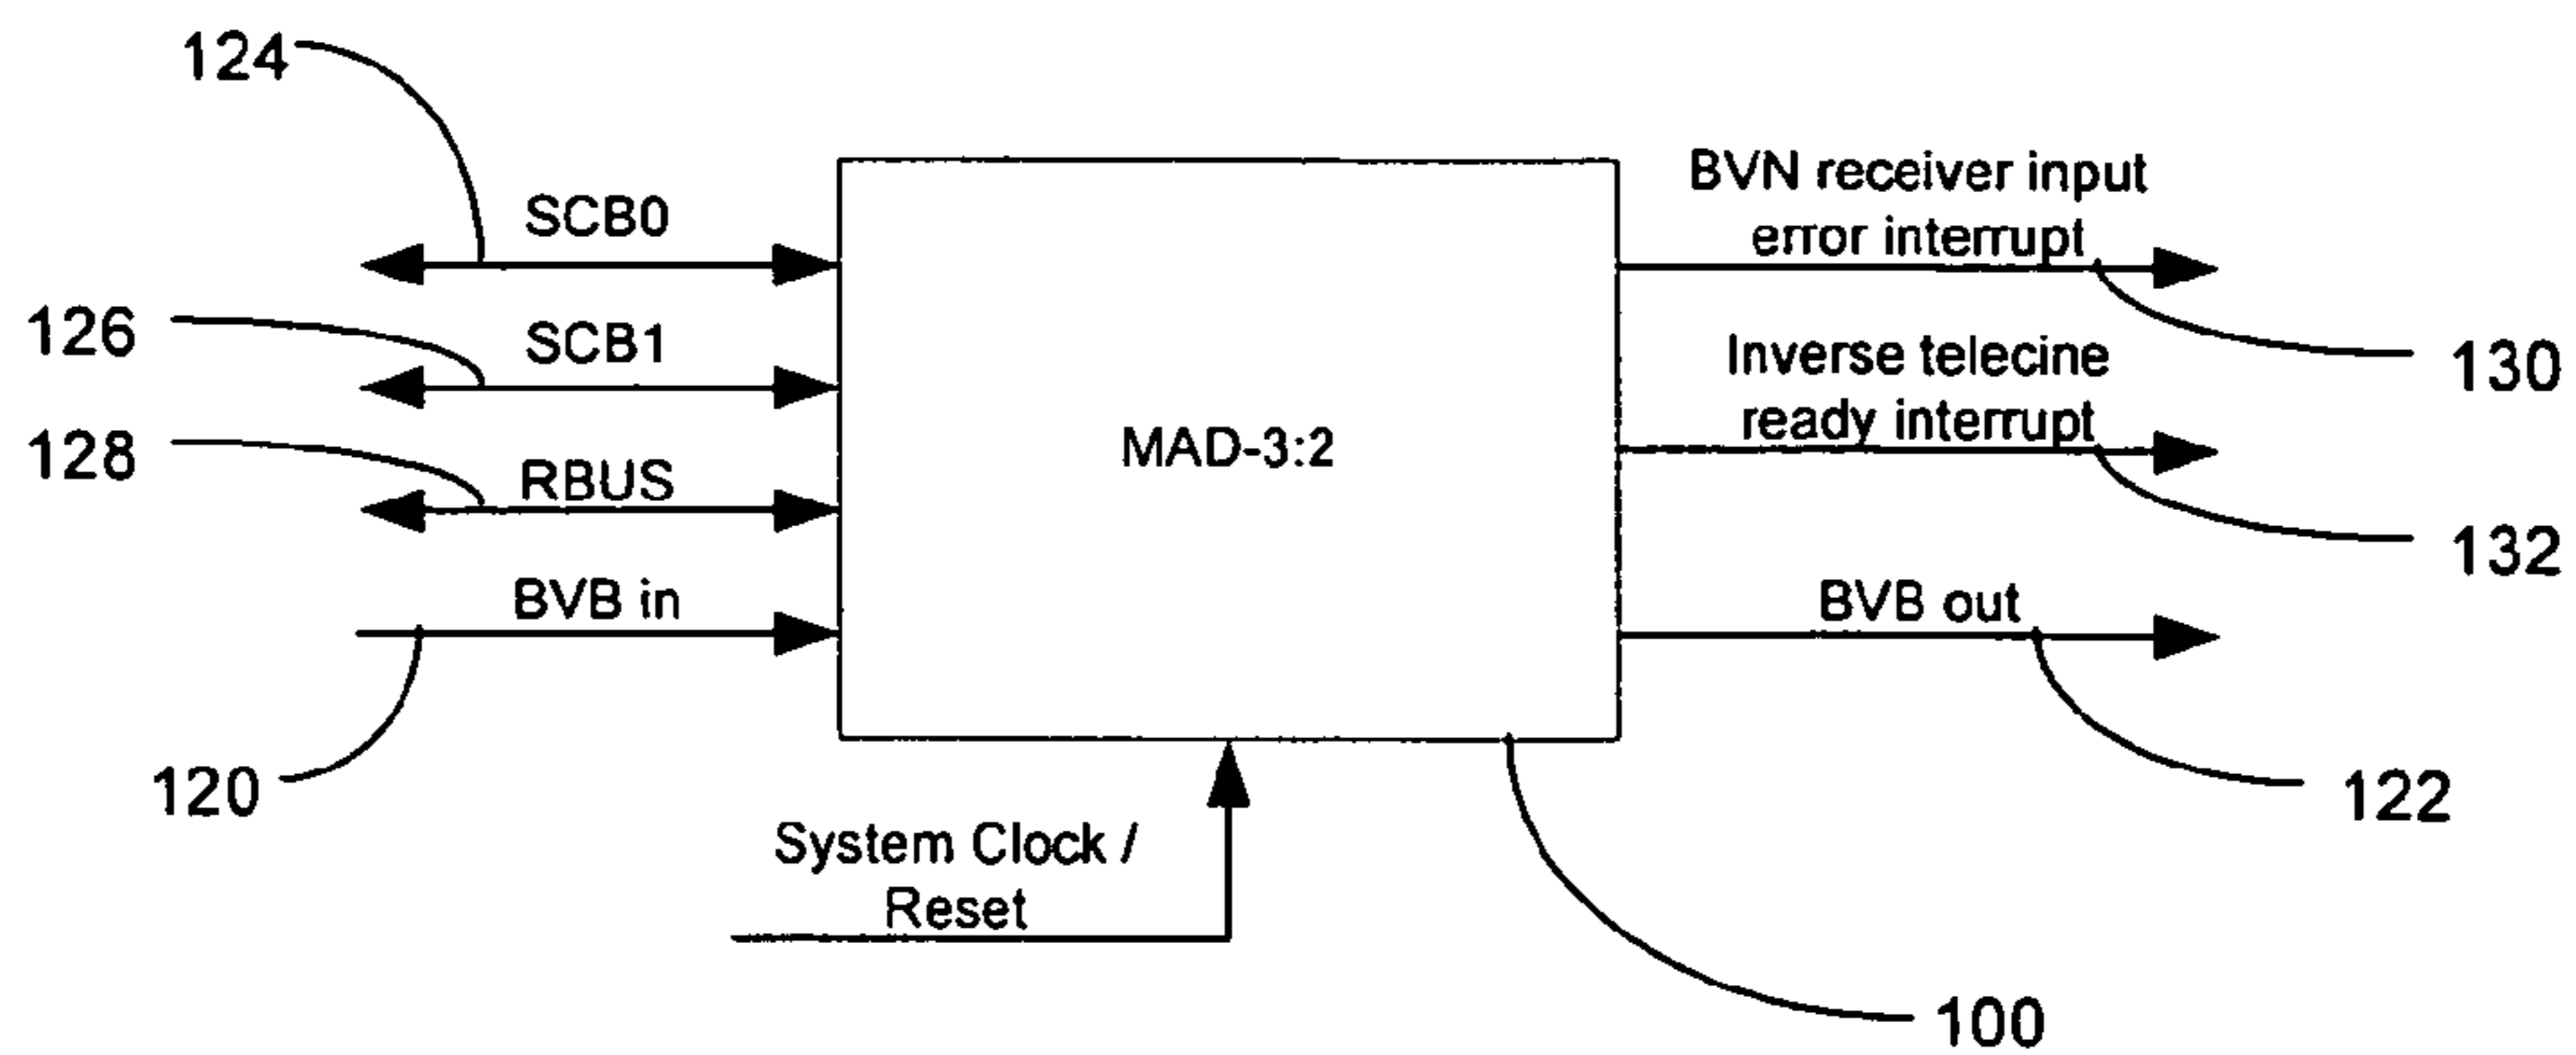 124
SCB0
BVN receiver input
error interrupt
126
SCB1
130
Inverse telecine
ready interrupt
128
RBUS
MAD-3:2
132
BVB in
BVB out
120
122
System Clock /
Reset
100